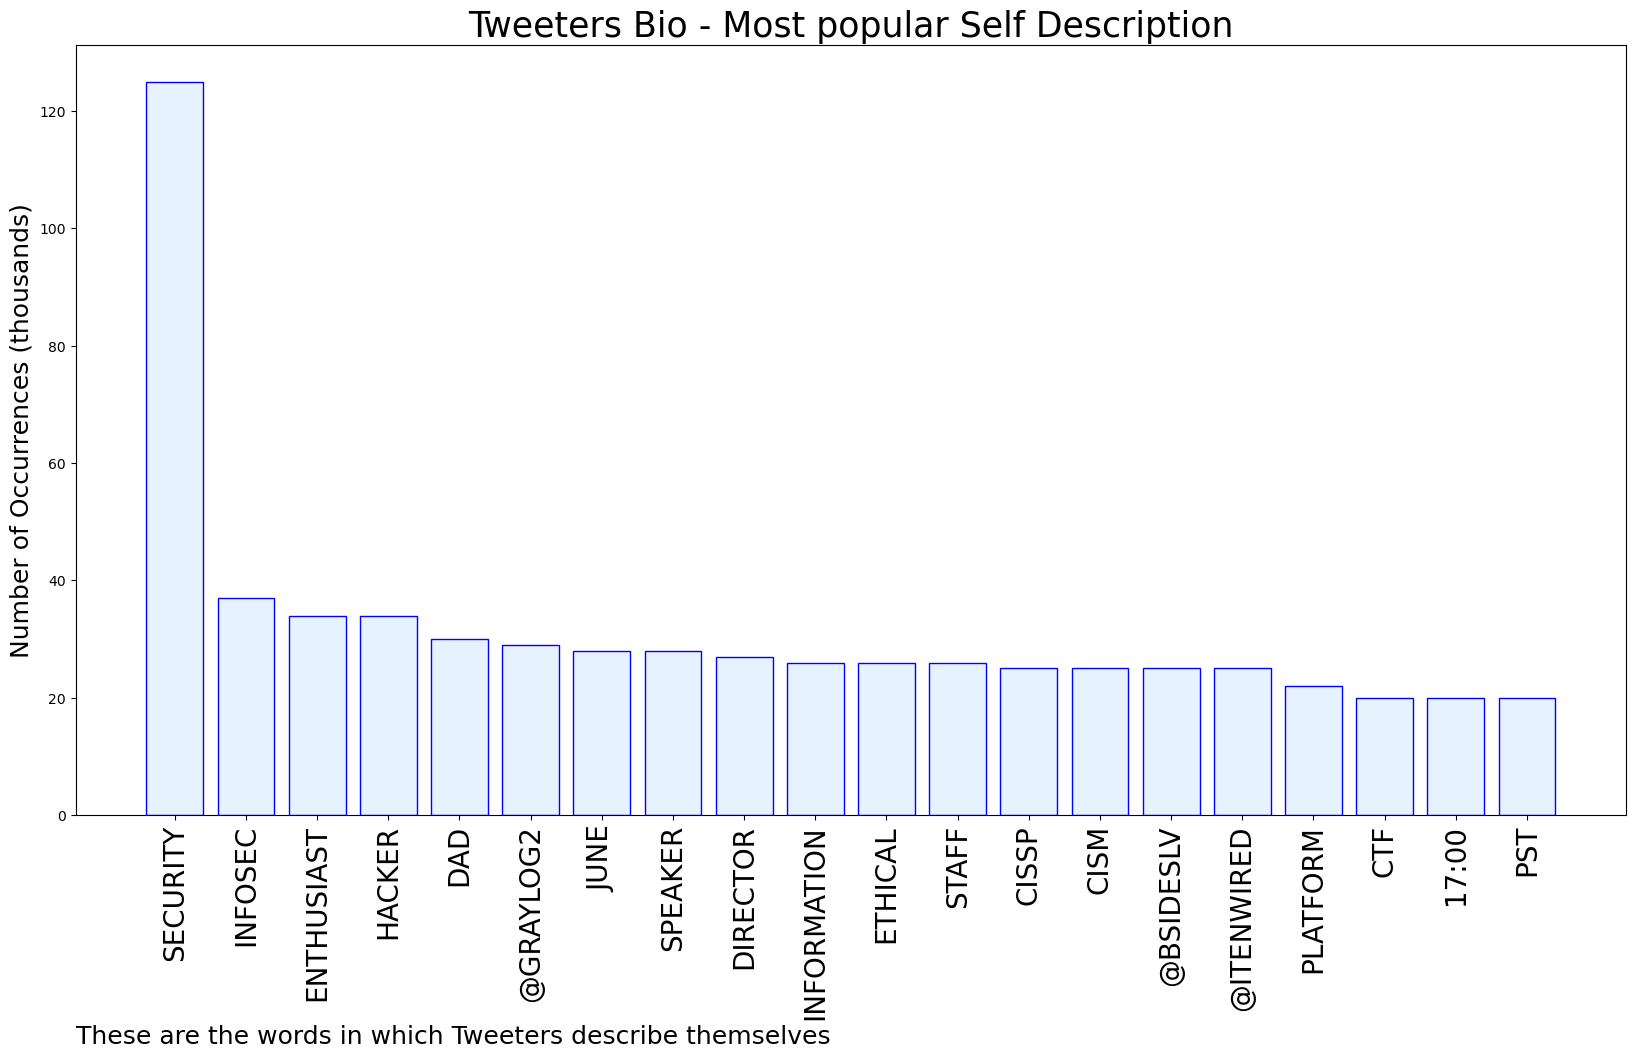 Tweeters Bio - Most popular Self Description
Number of Occurrences (thousands)
120
100
80
60
40
20
0
SECURITY
INFOSEC
ENTHUSIAST
HACKER
DAD
@GRAYLOG2
JUNE
SPEAKER
DIRECTOR
INFORMATION
ETHICAL
STAFF
CISSP
CISM
@BSIDESLV
@ITENWIRED
PLATFORM
CTF
17:00
PST
These are the words in which Tweeters describe themselves